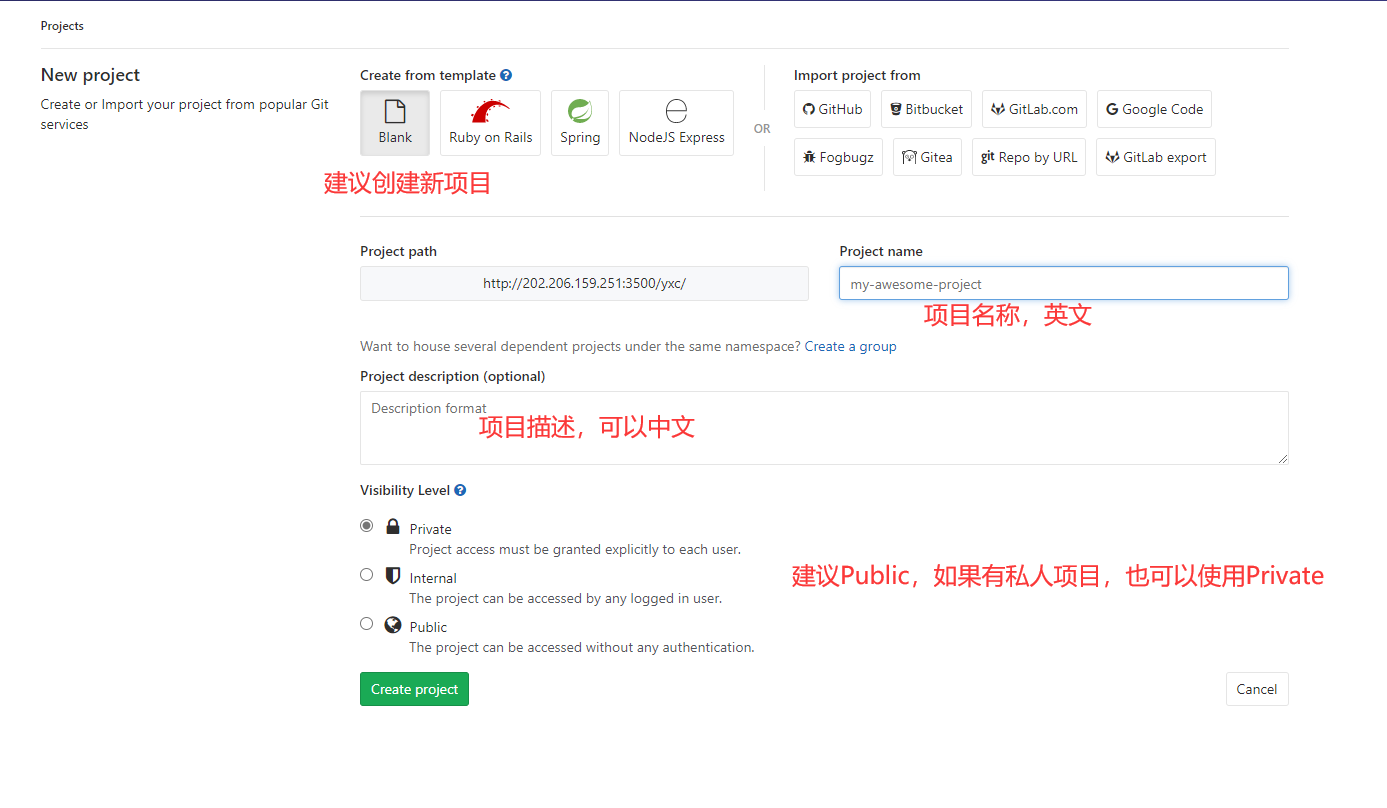 Projects
New project
Create or Import your project from popular Git
services
Create from template
Blank
Ruby on Rails
Spring
NodeJS Express
建议创建新项目
OR
Import project from
GitHub
Bitbucket
GitLab.com
Google Code
Fogbugz
Gitea
git Repo by URL
GitLab export
Project path
http://202.206.159.251:3500/yxc/
Project name
my-awesome-project
项目名称，英文
Want to house several dependent projects under the same namespace? Create a group
Project description (optional)
Description format
项目描述，可以中文
Visibility Level
Private
Project access must be granted explicitly to each user.
Internal
The project can be accessed by any logged in user.
建议Public，如果有私人项目，也可以使用Private
Public
The project can be accessed without any authentication.
Create project
Cancel